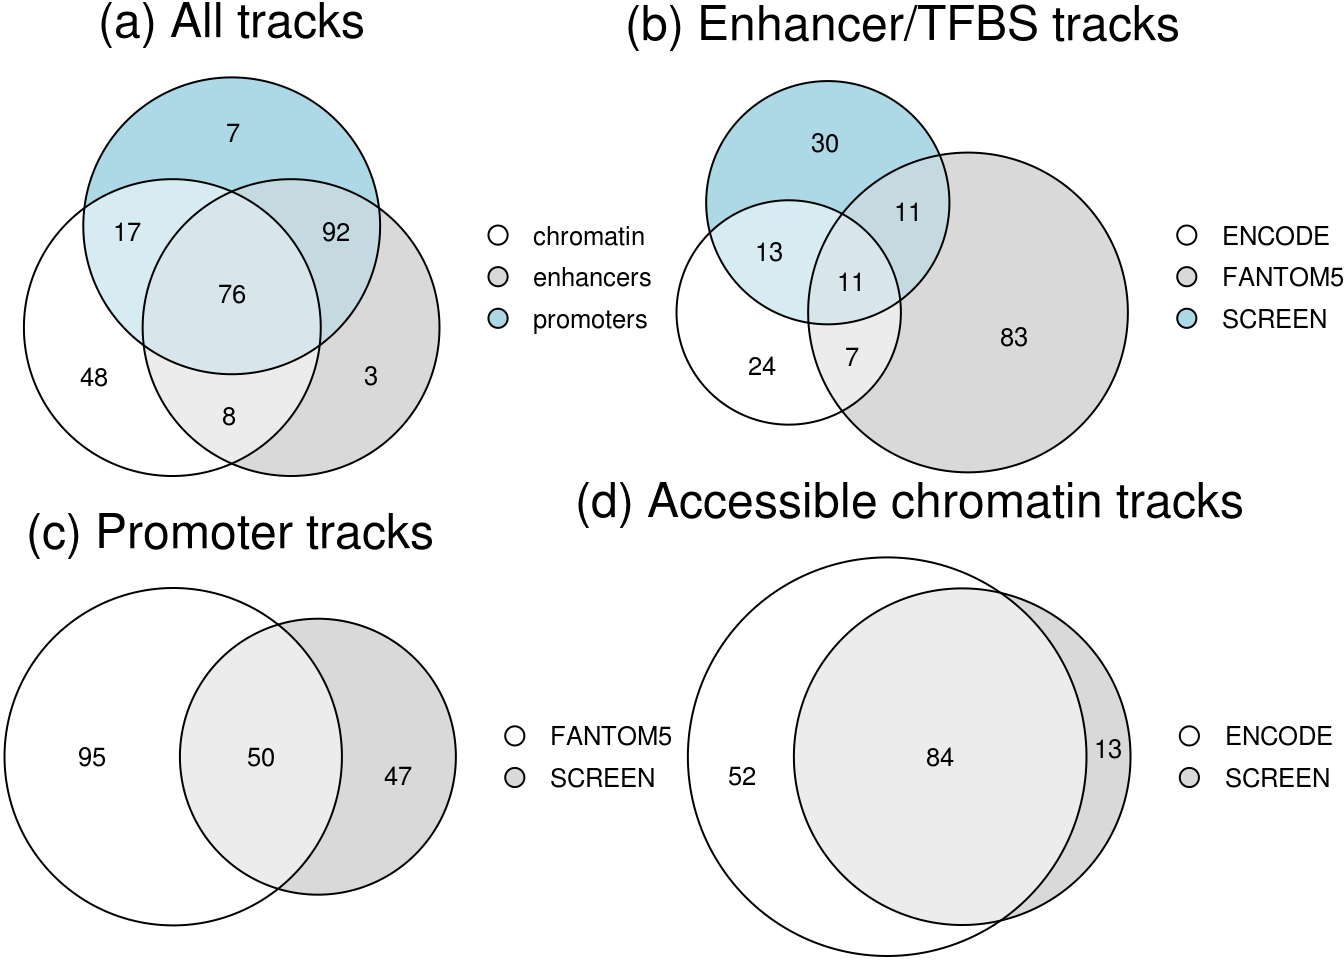 (a) All tracks
7
17
92
76
48
3
8
chromatin
enhancers
promoters
(b) Enhancer/TFBS tracks
30
11
13
11
83
7
24
ENCODE
FANTOM5
SCREEN
(c) Promoter tracks
95
50
47
FANTOM5
SCREEN
(d) Accessible chromatin tracks
52
84
13
ENCODE
SCREEN